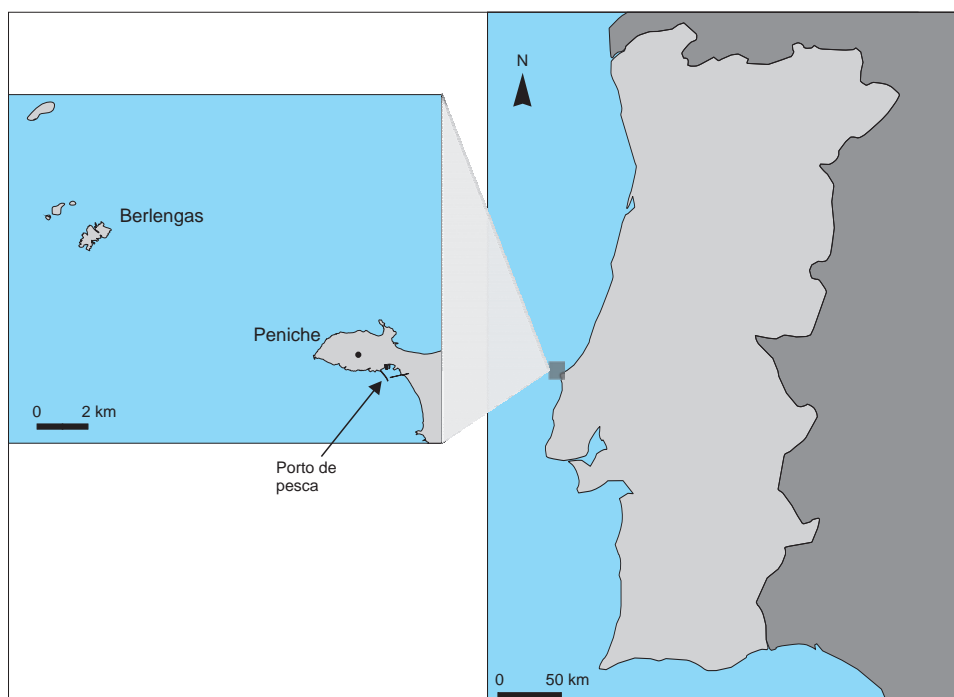 N
Berlengas
Peniche
0 2 km
Porto de
pesca
0 50 km